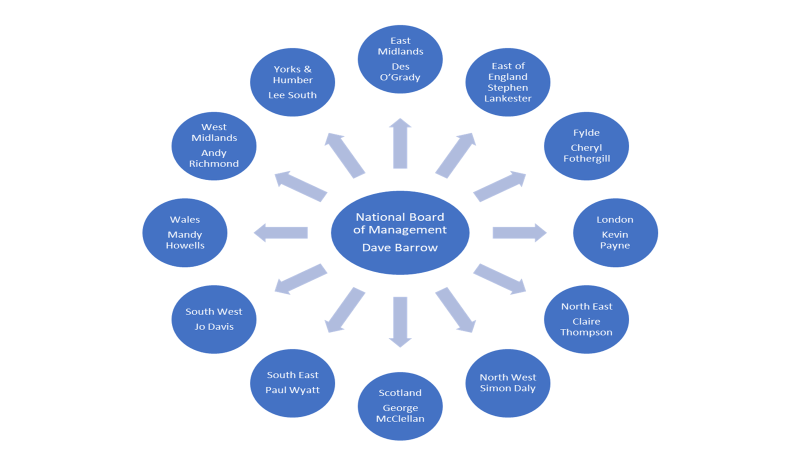 East
Midlands
Des
O'Grady
East of
England
Stephen
Lankester
Fylde
Cheryl
Fothergill
London
Kevin
Payne
North East
Claire
Thompson
North West
Simon Daly
Scotland
George
McClellan
South East
Paul Wyatt
South West
Jo Davis
Wales
Mandy
Howells
West
Midlands
Andy
Richmond
Yorks &
Humber
Lee South
National Board
of Management
Dave Barrow